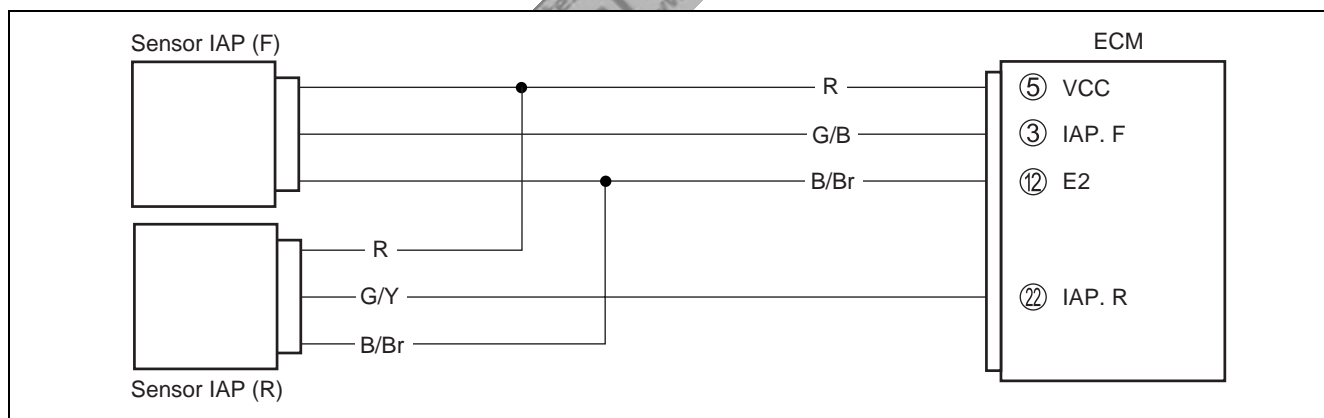 Sensor IAP (F)
ECM
R
⑤ VCC
G/B
③ IAP. F
B/Br
⑫ E2
R
G/Y
㉒ IAP. R
B/Br
Sensor IAP (R)